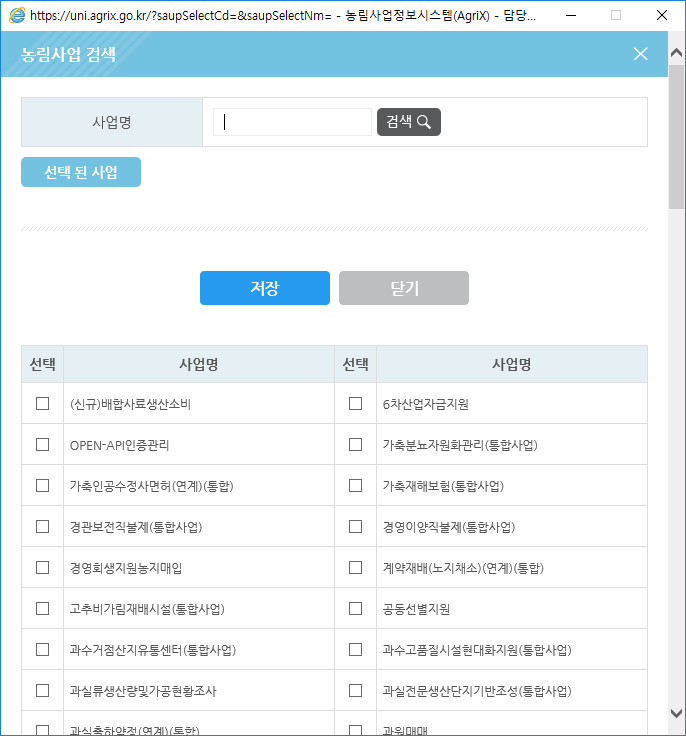 https://uni.agrix.go.kr/?saupSelectCd=&saupSelectNm= - 농림사업정보시스템(AgriX) - 담당...
농림사업 검색
사업명
검색
선택 된 사업
저장 닫기
선택 사업명 선택 사업명
(신규)배합사료생산소비 6차산업자금지원
OPEN-API인증관리 가축분뇨자원화관리(통합사업)
가축인공수정사면허(연계)(통합) 가축재해보험(통합사업)
경관보전직불제(통합사업) 경영이양직불제(통합사업)
경영회생지원농지매입 계약재배(노지채소)(연계)(통합)
고추비가림재배시설(통합사업) 공동선별지원
과수거점산지유통센터(통합사업) 과수고품질시설현대화지원(통합사업)
과실류생산량및가공현황조사 과실전문생산단지기반조성(통합사업)
과실출하약정(연계)(통합) 과원매매